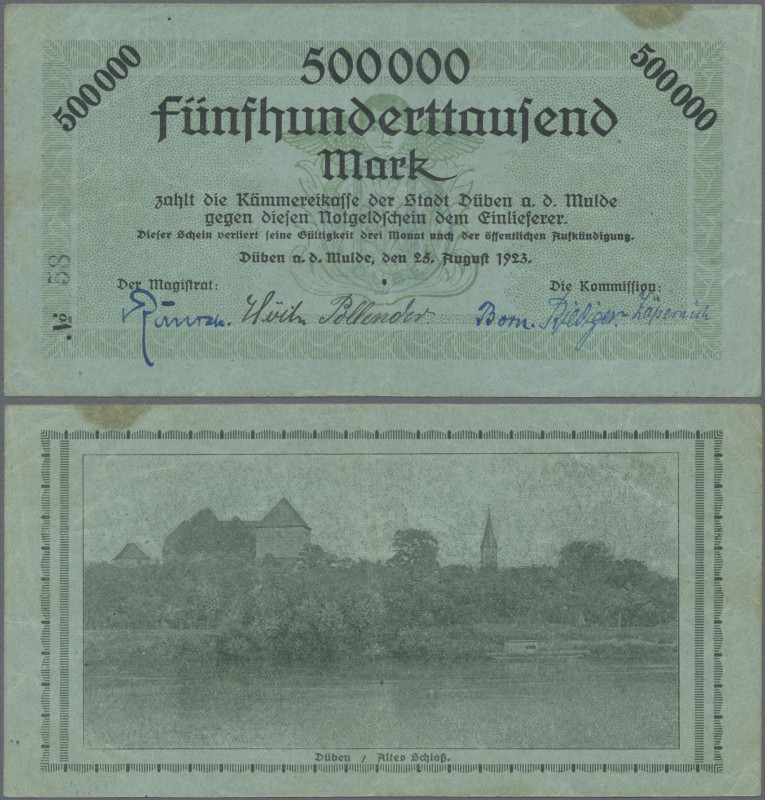 500000 500000 500000
Fünfhunderttausend
Mark
zahlt die Kämmereikasse der Stadt Düben a. d. Mulde
gegen diesen Notgeldschein dem Einlieferer.
Dieser Schein verliert seine Gültigkeit drei Monat nach der öffentlichen Aufkündigung.
Düben a. d. Mulde, den 25. August 1923.
Der Magistrat: Die Kommission:
Pollender. Born.
№ 58
Düben / Altes Schloß.